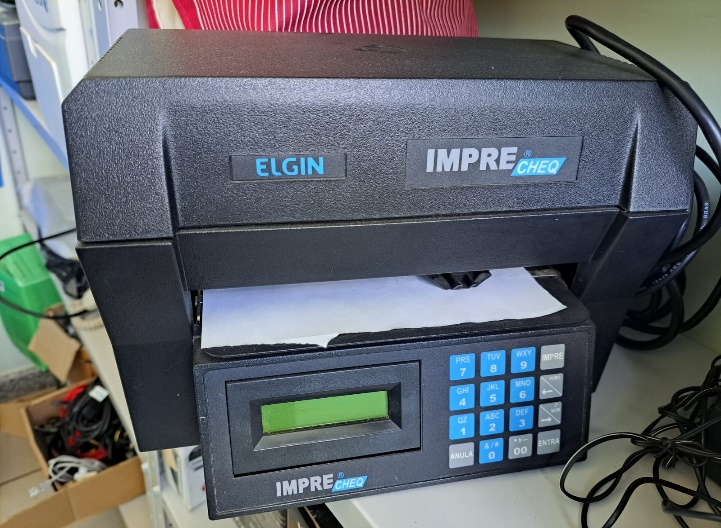 ELGIN
IMPRE® CHEQ
PRS TUV WXY IMPRE
7 8 9
GHI JKL MNO
4 5 6
QZ ABC DEF
1 2 3
ANULA 0 00 ENTRA
IMPRE® CHEQ